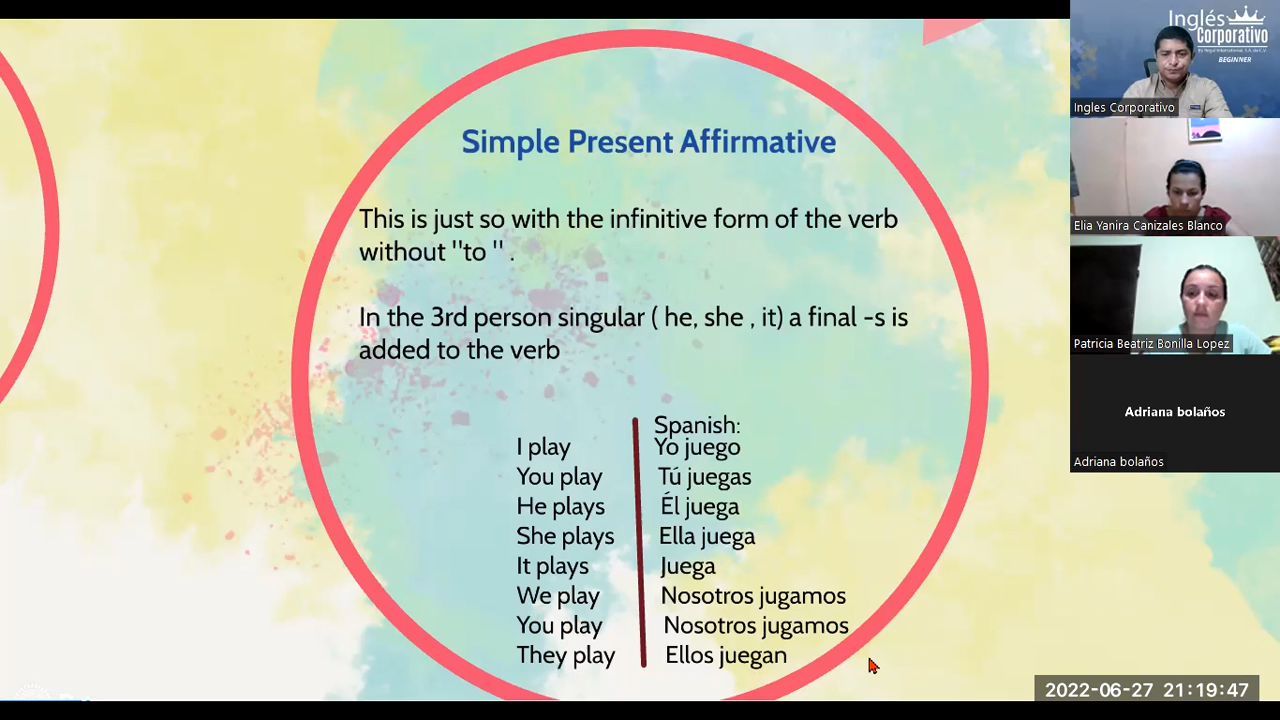 Simple Present Affirmative
This is just so with the infinitive form of the verb
without "to " .
In the 3rd person singular ( he, she , it) a final -s is
added to the verb
Spanish:
I play Yo juego
You play Tú juegas
He plays Él juega
She plays Ella juega
It plays Juega
We play Nosotros jugamos
You play Nosotros jugamos
They play Ellos juegan
Inglés
Corporativo
BEGINNER
Ingles Corporativo
Elia Yanira Canizales Blanco
Patricia Beatriz Bonilla Lopez
Adriana bolaños
Adriana bolaños
2022-06-27 21:19:47